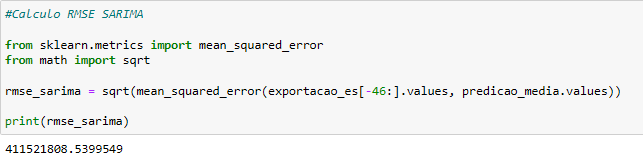 #Calculo RMSE SARIMA
from sklearn.metrics import mean_squared_error
from math import sqrt
rmse_sarima = sqrt(mean_squared_error(exportacao_es[-46:].values, predicao_media.values))
print(rmse_sarima)
411521808.5399549